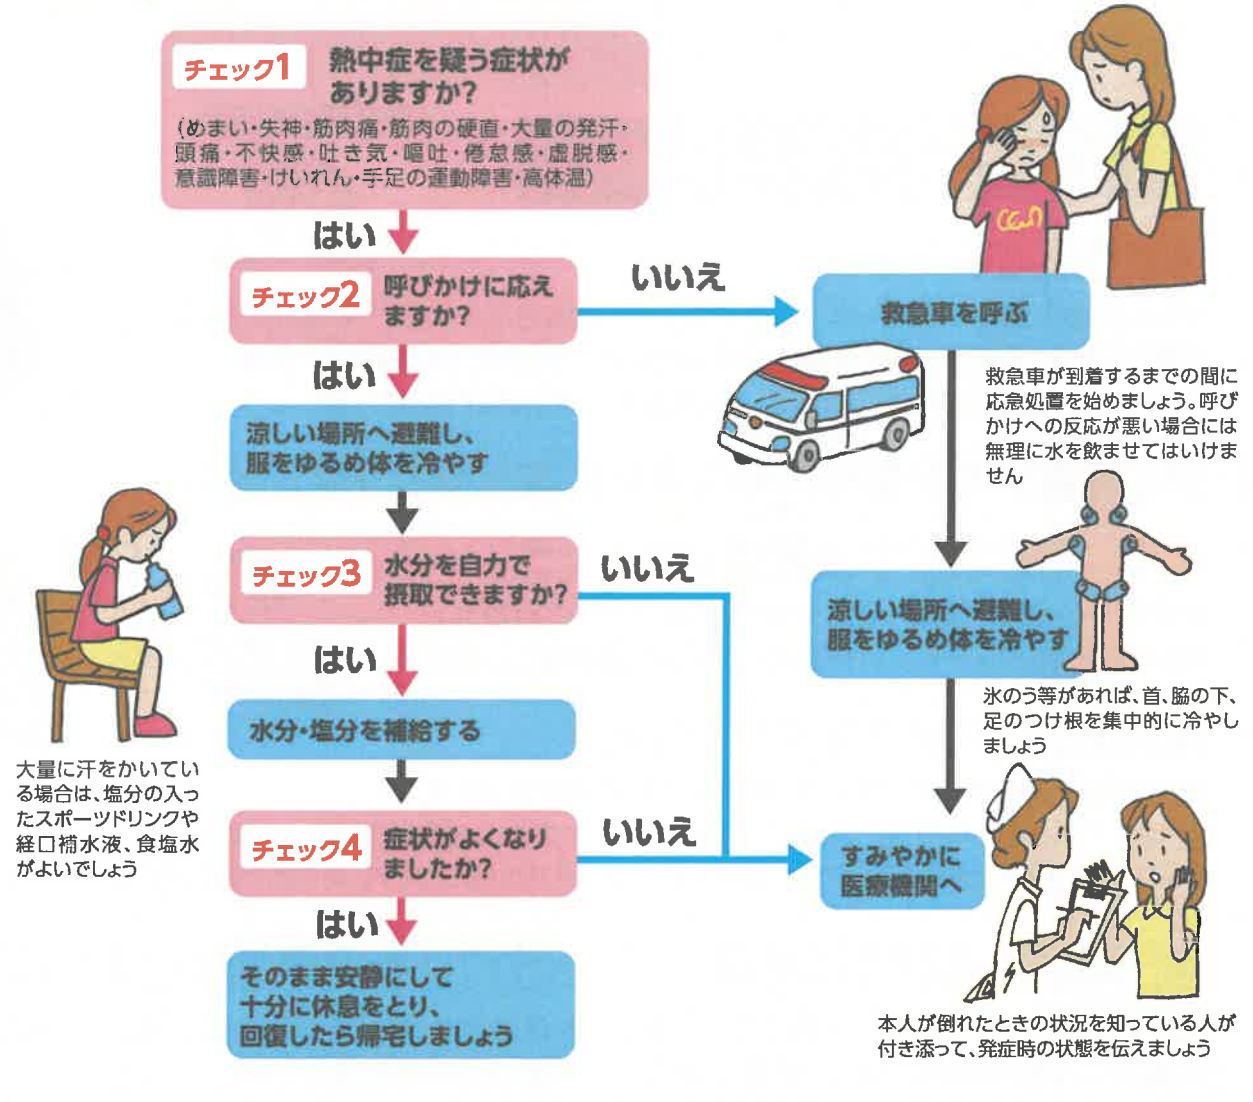 チェック1
熱中症を疑う症状が
ありますか？
（めまい・失神・筋肉痛・筋肉の硬直・大量の発汗・
頭痛・不快感・吐き気・嘔吐・倦怠感・虚脱感・
意識障害・けいれん・手足の運動障害・高体温）
はい
チェック2
呼びかけに応え
ますか？
いいえ
救急車を呼ぶ
救急車が到着するまでの間に
応急処置を始めましょう。呼び
かけへの反応が悪い場合には
無理に水を飲ませてはいけま
せん
はい
涼しい場所へ避難し、
服をゆるめ体を冷やす
チェック3
水分を自力で
摂取できますか？
いいえ
涼しい場所へ避難し、
服をゆるめ体を冷やす
氷のう等があれば、首、脇の下、
足のつけ根を集中的に冷やし
ましょう
はい
水分・塩分を補給する
大量に汗をかいてい
る場合は、塩分の入っ
たスポーツドリンクや
経口補水液、食塩水
がよいでしょう
チェック4
症状がよくなり
ましたか？
いいえ
すみやかに
医療機関へ
はい
そのまま安静にして
十分に休息をとり、
回復したら帰宅しましょう
本人が倒れたときの状況を知っている人が
付き添って、発症時の状態を伝えましょう